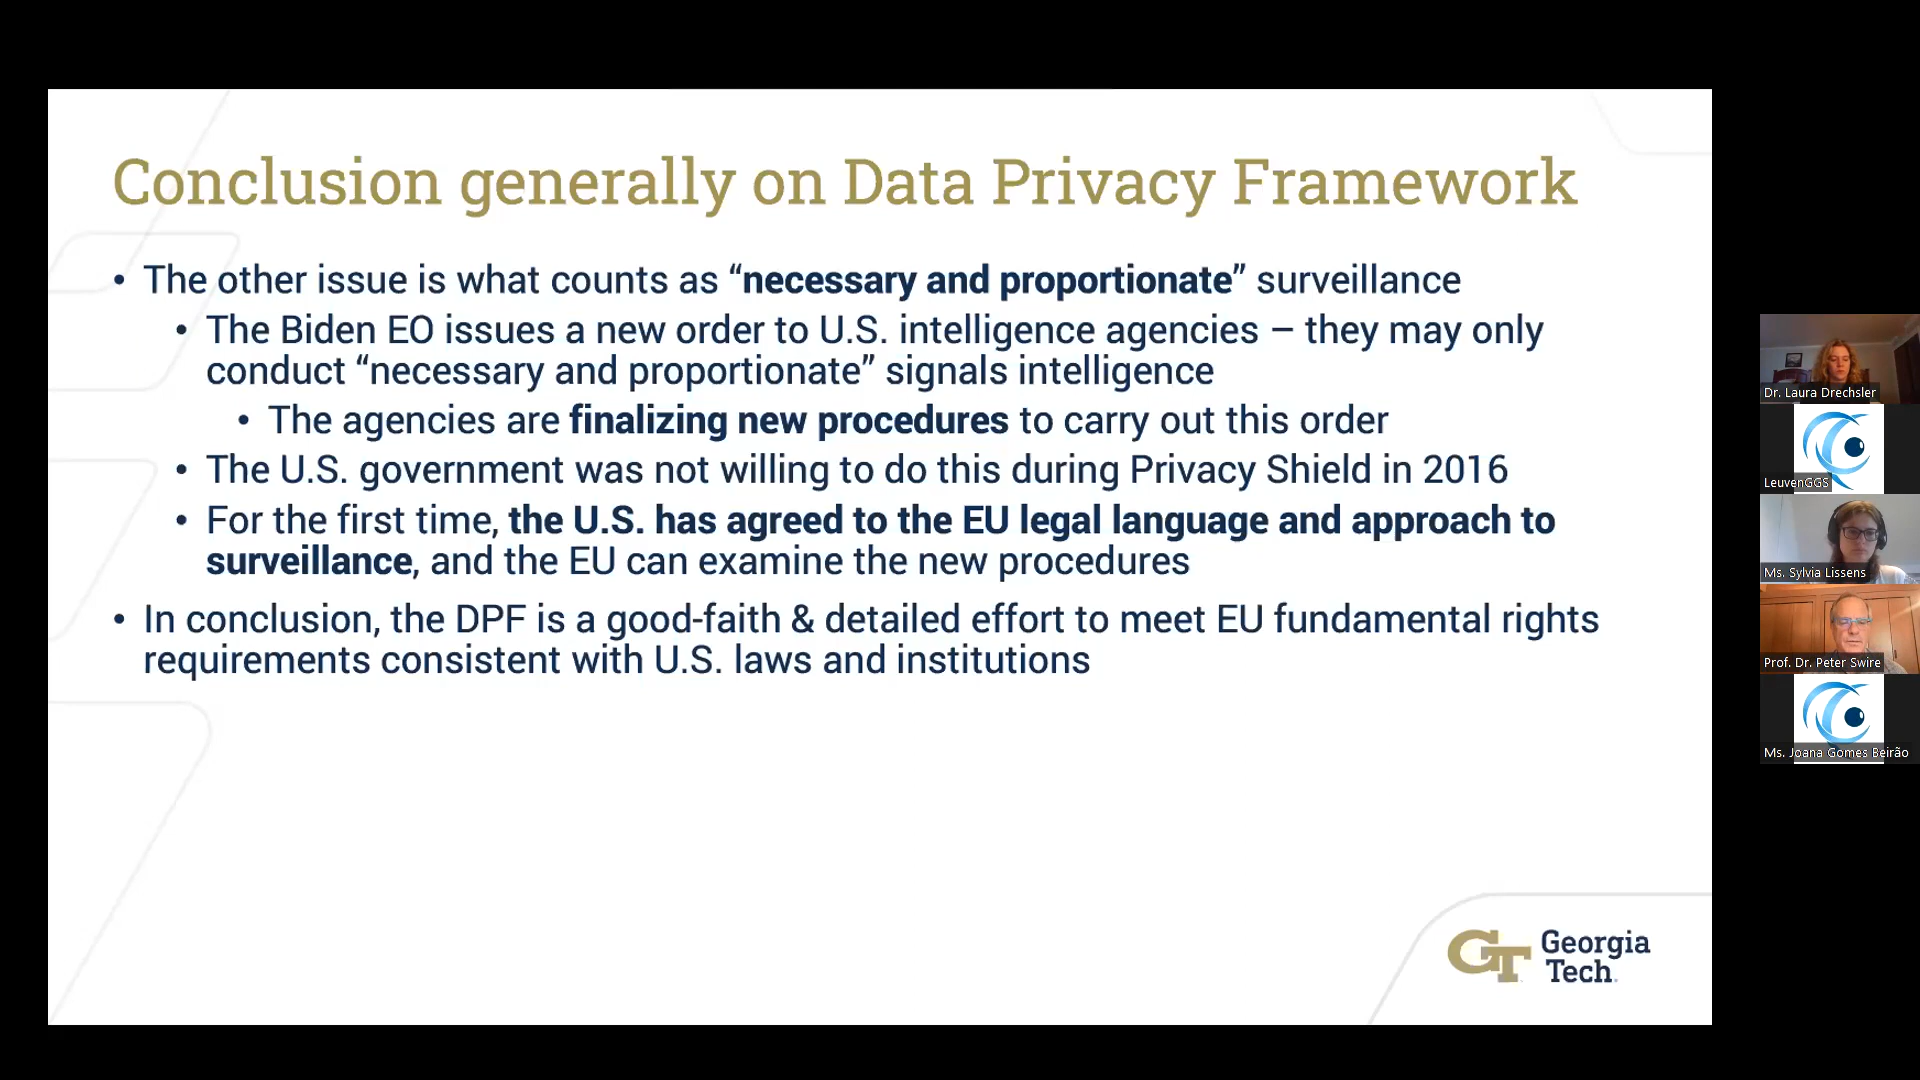 Conclusion generally on Data Privacy Framework
• The other issue is what counts as “necessary and proportionate” surveillance
• The Biden EO issues a new order to U.S. intelligence agencies – they may only
conduct “necessary and proportionate” signals intelligence
• The agencies are finalizing new procedures to carry out this order
• The U.S. government was not willing to do this during Privacy Shield in 2016
• For the first time, the U.S. has agreed to the EU legal language and approach to
surveillance, and the EU can examine the new procedures
• In conclusion, the DPF is a good-faith & detailed effort to meet EU fundamental rights
requirements consistent with U.S. laws and institutions
GT Georgia
Tech
Dr. Laura Drechsler
LeuvenGGS
Ms. Sylvia Lissens
Prof. Dr. Peter Swire
Ms. Joana Gomes Beirão